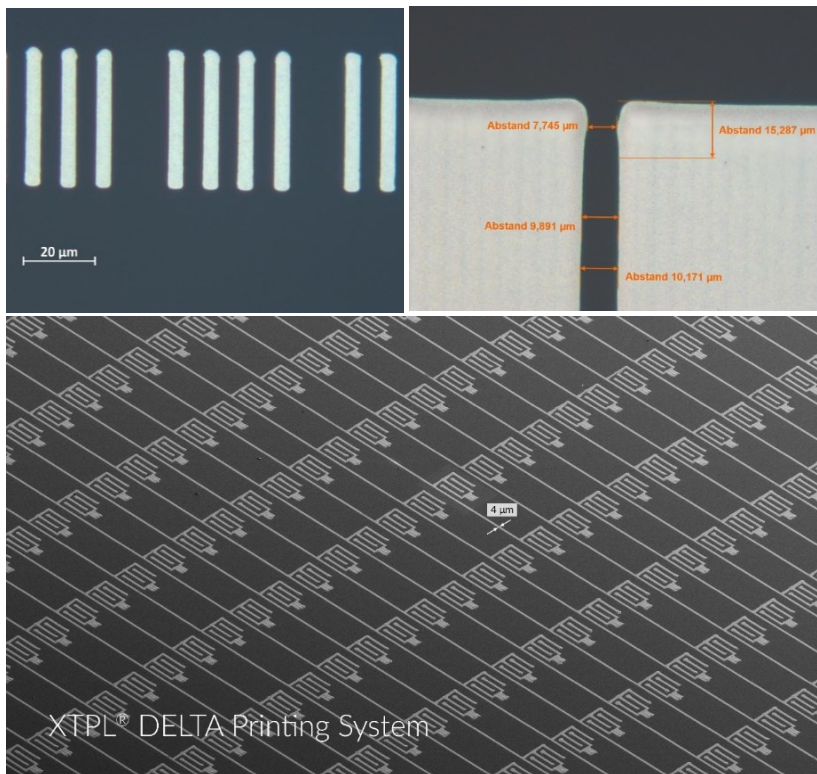 20 µm
Abstand 7,745 µm
Abstand 15,287 µm
Abstand 9,891 µm
Abstand 10,171 µm
4 µm
XTPL® DELTA Printing System